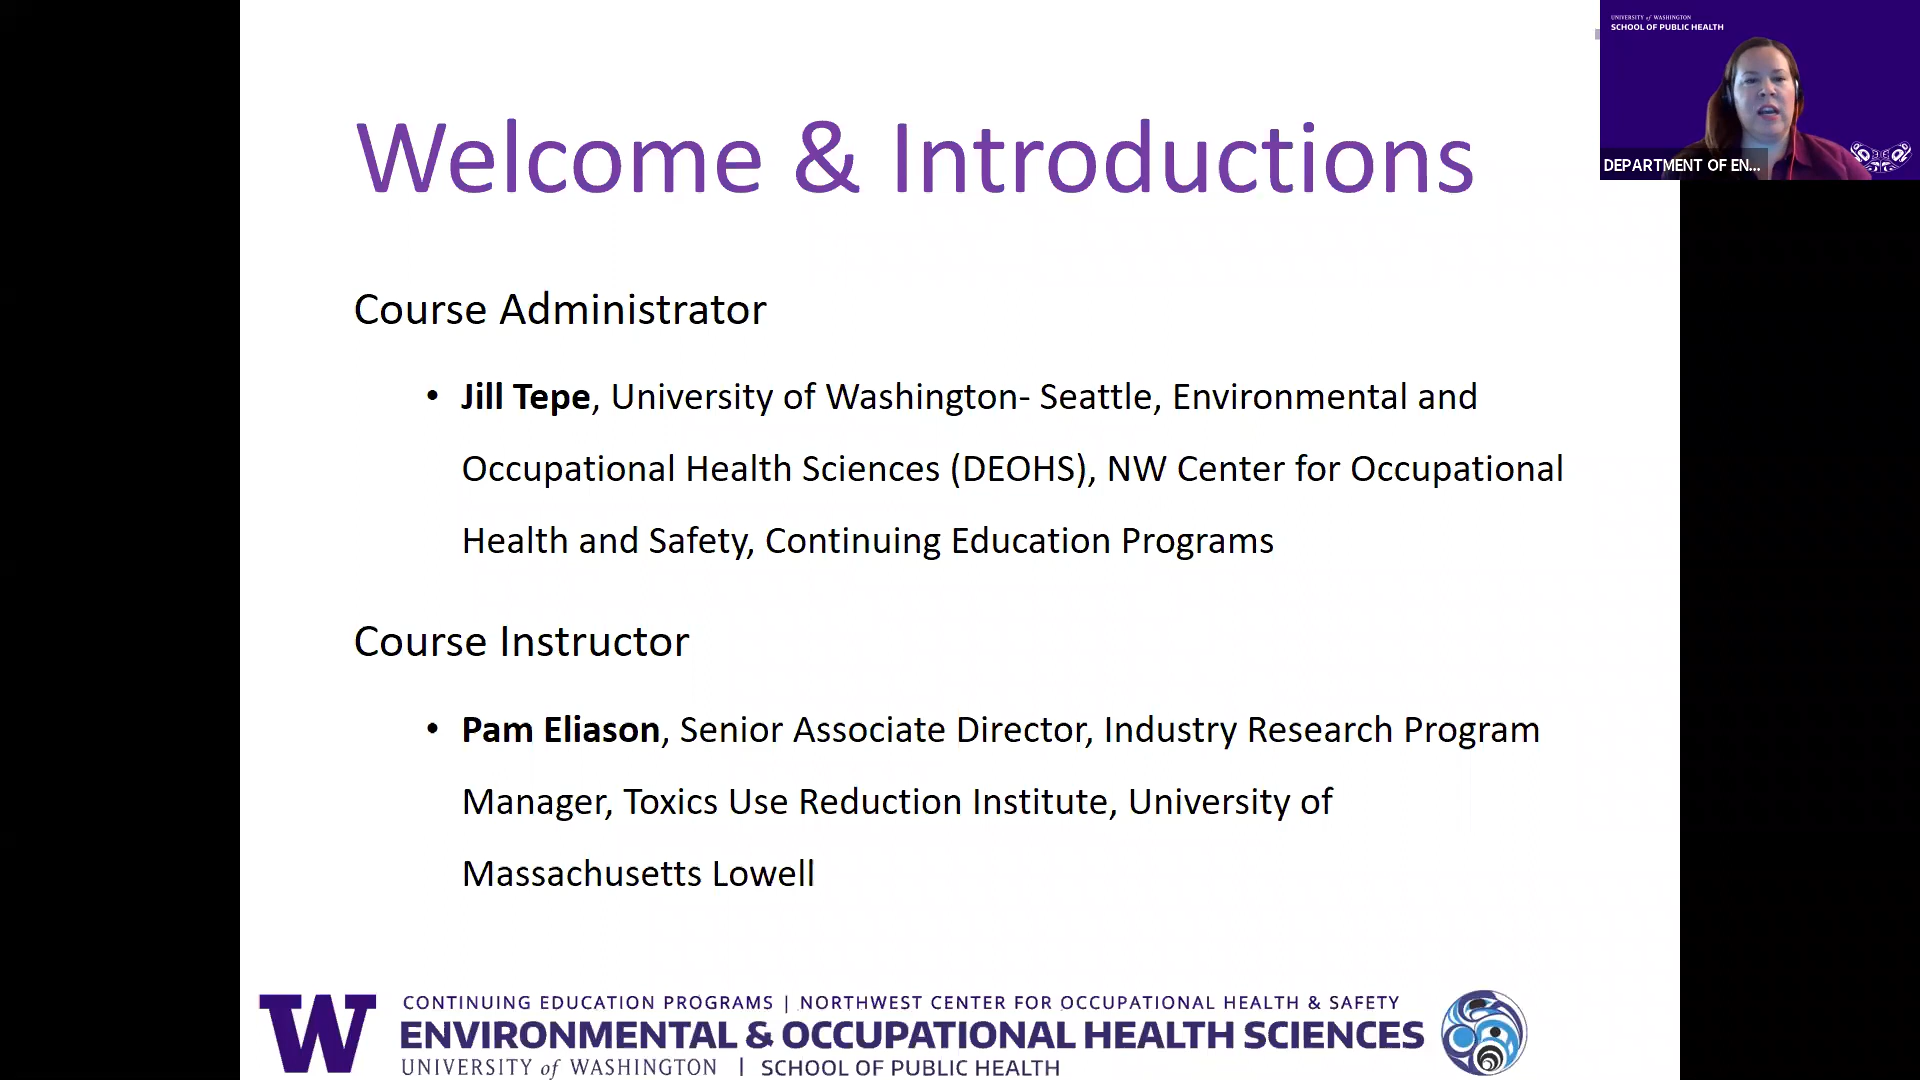 UNIVERSITY of WASHINGTON
SCHOOL OF PUBLIC HEALTH
DEPARTMENT OF EN...
Welcome & Introductions
Course Administrator
• Jill Tepe, University of Washington- Seattle, Environmental and
Occupational Health Sciences (DEOHS), NW Center for Occupational
Health and Safety, Continuing Education Programs
Course Instructor
• Pam Eliason, Senior Associate Director, Industry Research Program
Manager, Toxics Use Reduction Institute, University of
Massachusetts Lowell
W
CONTINUING EDUCATION PROGRAMS | NORTHWEST CENTER FOR OCCUPATIONAL HEALTH & SAFETY
ENVIRONMENTAL & OCCUPATIONAL HEALTH SCIENCES
UNIVERSITY of WASHINGTON | SCHOOL OF PUBLIC HEALTH